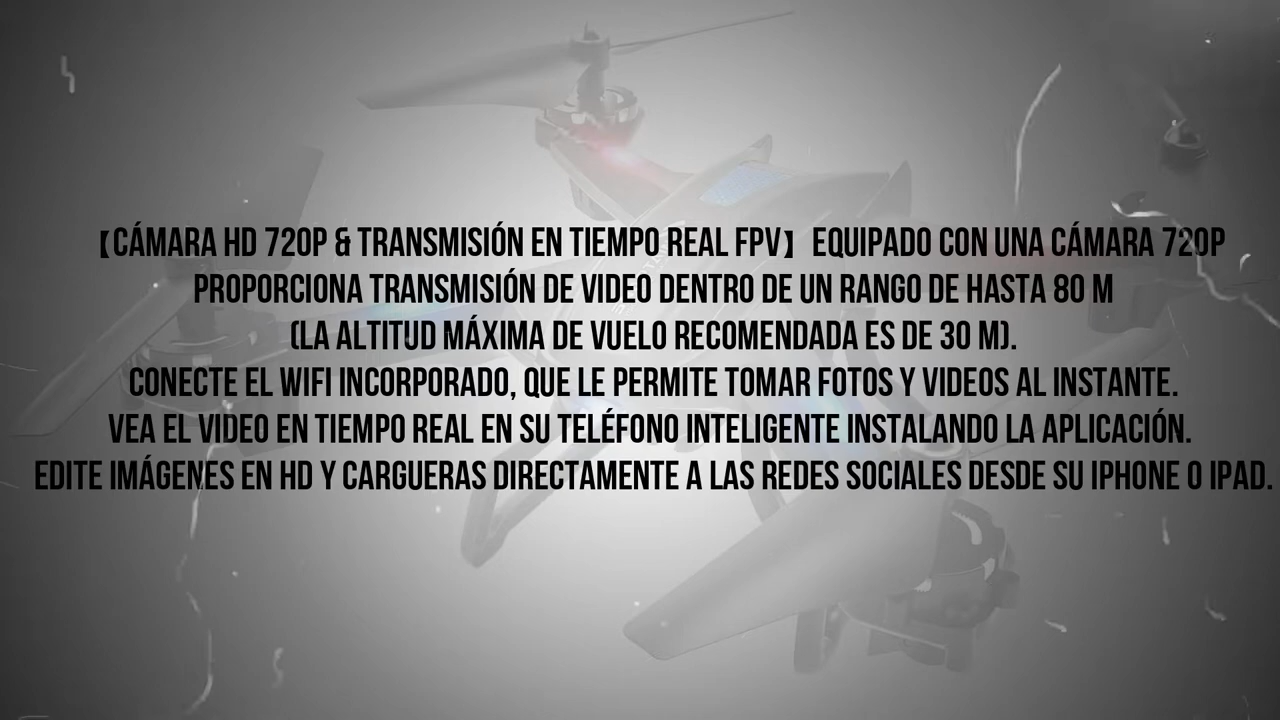 【CÁMARA HD 720P & TRANSMISIÓN EN TIEMPO REAL FPV】 EQUIPADO CON UNA CÁMARA 720P
PROPORCIONA TRANSMISIÓN DE VIDEO DENTRO DE UN RANGO DE HASTA 80 M
(LA ALTITUD MÁXIMA DE VUELO RECOMENDADA ES DE 30 M).
CONECTE EL WIFI INCORPORADO, QUE LE PERMITE TOMAR FOTOS Y VIDEOS AL INSTANTE.
VEA EL VIDEO EN TIEMPO REAL EN SU TELÉFONO INTELIGENTE INSTALANDO LA APLICACIÓN.
EDITE IMÁGENES EN HD Y CARGUERAS DIRECTAMENTE A LAS REDES SOCIALES DESDE SU IPHONE O IPAD.